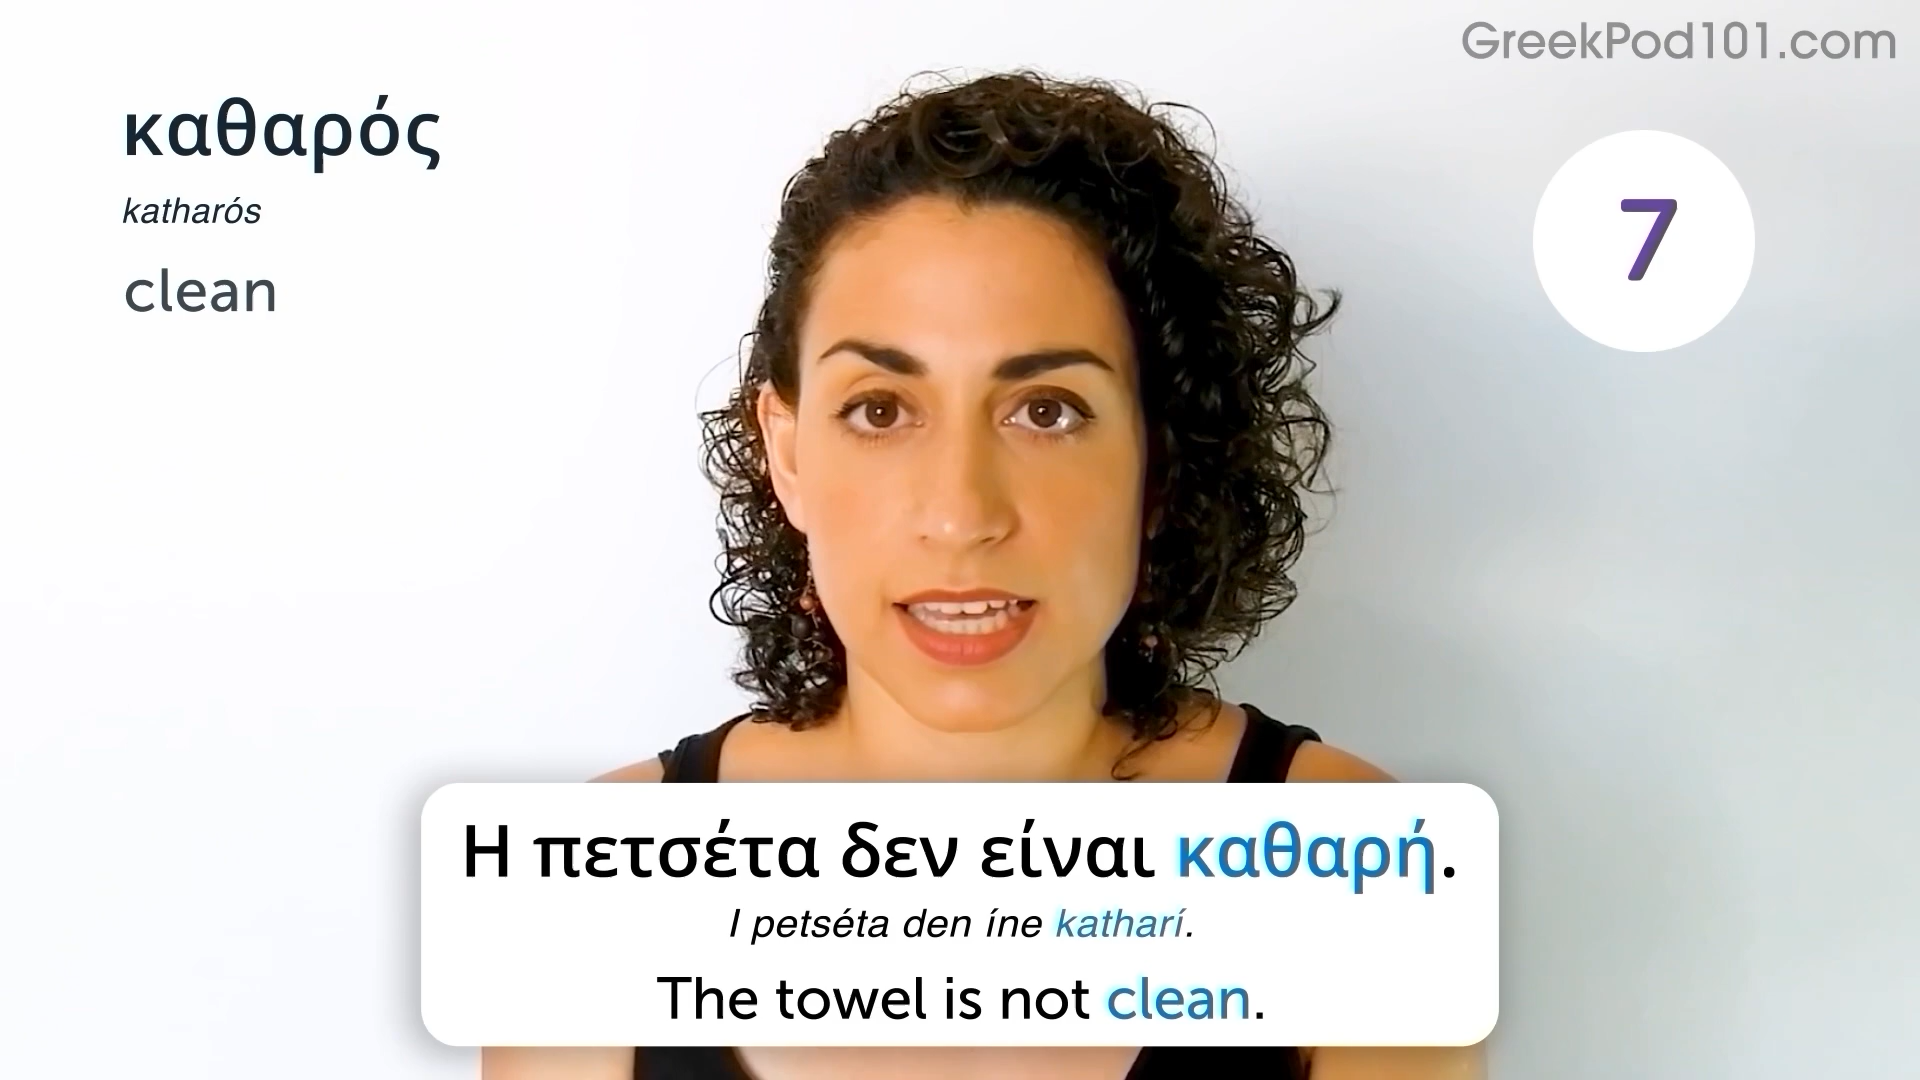 GreekPod101.com
καθαρός
katharós
clean
7
Η πετσέτα δεν είναι καθαρή.
I petséta den íne katharí.
The towel is not clean.